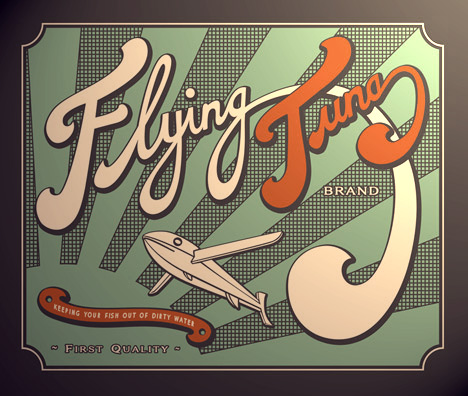 Flying Tuna
BRAND
KEEPING YOUR FISH OUT OF DIRTY WATER
~ FIRST QUALITY ~